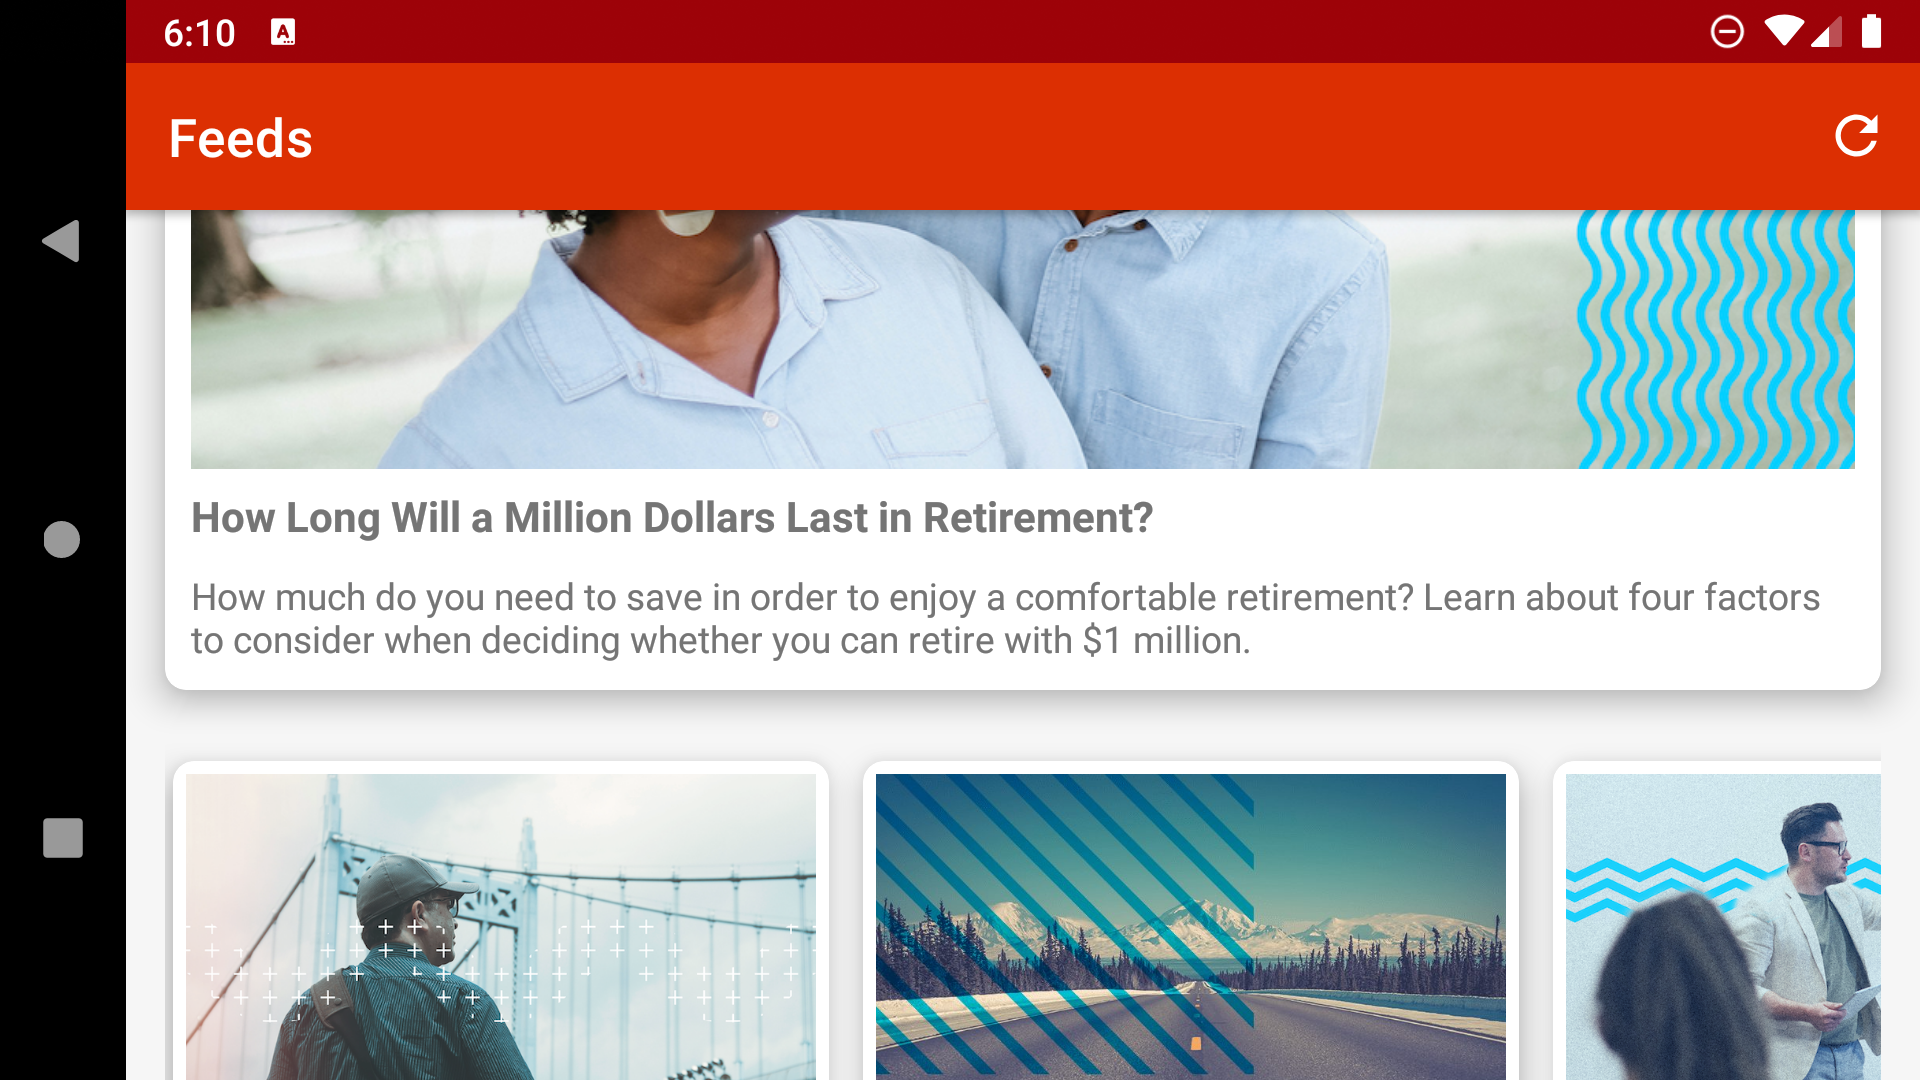 6:10
Feeds
How Long Will a Million Dollars Last in Retirement?
How much do you need to save in order to enjoy a comfortable retirement? Learn about four factors
to consider when deciding whether you can retire with $1 million.